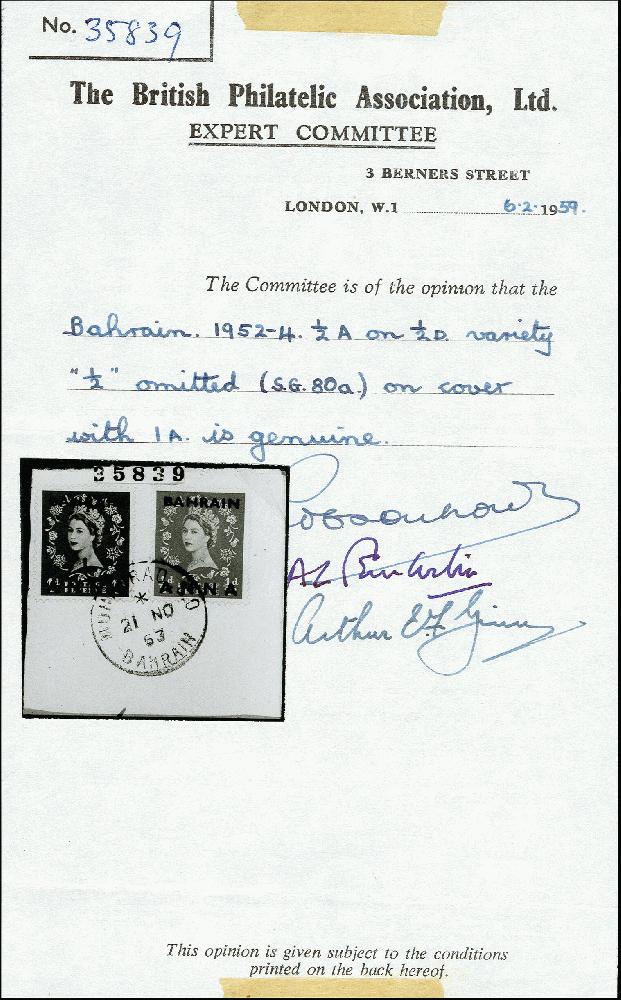 No. 35839
The British Philatelic Association, Ltd.
EXPERT COMMITTEE
3 BERNERS STREET
LONDON, W.1 6·2·1959.
The Committee is of the opinion that the
Bahrain. 1952-4. ½ A on ½ D. variety
"½" omitted (S.G. 80a.) on cover
with 1 A. is genuine.
35839
BAHRAIN
ANNA
21 NO
53
BAHRAIN
Arthur
This opinion is given subject to the conditions
printed on the back hereof.